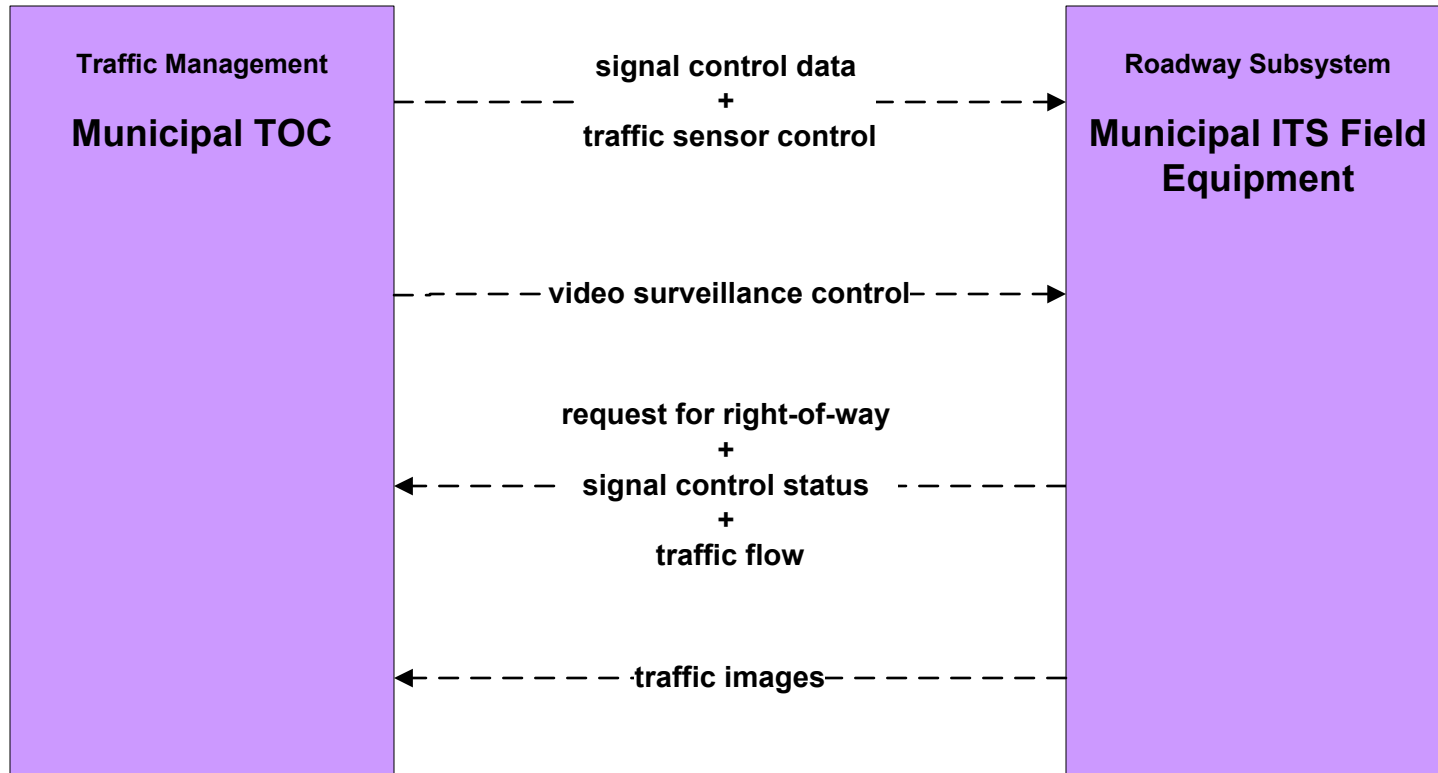 Traffic Management
Municipal TOC
signal control data
+
traffic sensor control
Roadway Subsystem
Municipal ITS Field
Equipment
video surveillance control
request for right-of-way
+
signal control status
+
traffic flow
traffic images